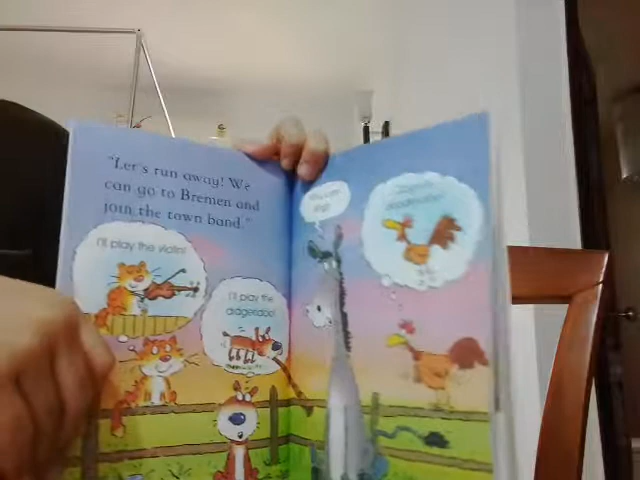 "Let's run away! We
can go to Bremen and
join the town band."
I'll play the violin!
I'll play the
didgeridoo!